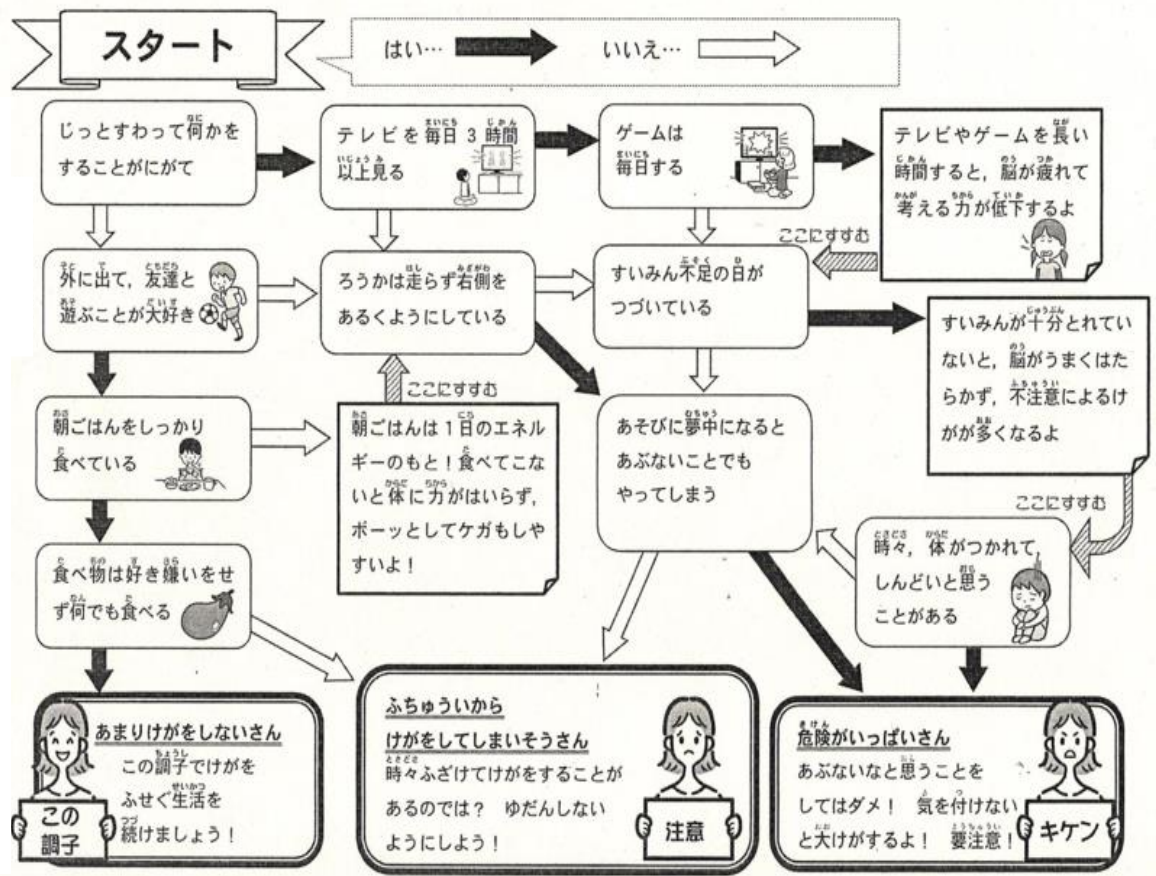 スタート
はい…
いいえ…
じっとすわって何かを
することがにがて
テレビを毎日 3 時間
以上見る
ゲームは
毎日する
テレビやゲームを長い
時間すると，脳が疲れて
考える力が低下するよ
ここにすすむ
外に出て，友達と
遊ぶことが大好き
ろうかは走らず右側を
あるくようにしている
すいみん不足の日が
つづいている
すいみんが十分とれてい
ないと，脳がうまくはた
らかず，不注意によるけ
がが多くなるよ
ここにすすむ
朝ごはんをしっかり
食べている
ここにすすむ
朝ごはんは１日のエネル
ギーのもと！食べてこな
いと体に力がはいらず，
ボーッとしてケガもしや
すいよ！
あそびに夢中になると
あぶないことでも
やってしまう
時々，体がつかれて，
しんどいと思う
ことがある
食べ物は好き嫌いをせ
ず何でも食べる
あまりけがをしないさん
この調子でけがを
ふせぐ生活を
続けましょう！
この
調子
ふちゅういから
けがをしてしまいそうさん
時々ふざけてけがをすることが
あるのでは？　ゆだんしない
ようにしよう！
注意
危険がいっぱいさん
あぶないなと思うことを
してはダメ！　気を付けない
と大けがするよ！　要注意！
キケン